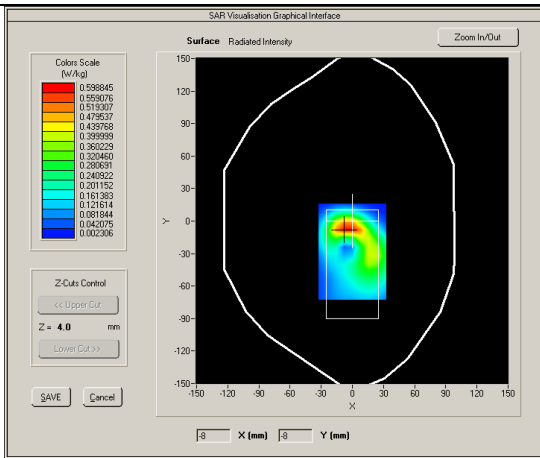 SAR Visualisation Graphical Interface
Surface Radiated Intensity
Zoom In/Out
Colors Scale
(W/kg)
0.598845
0.559076
0.519307
0.479537
0.439768
0.399999
0.360229
0.320460
0.280691
0.240922
0.201152
0.161383
0.121614
0.081844
0.042075
0.002306
Z-Cuts Control
<< Upper Cut
Z = 4.0 mm
Lower Cut >>
SAVE Cancel
150
120
90
60
30
Y
0
-30
-60
-90
-120
-150
-150 -120 -90 -60 -30 0 30 60 90 120 150
X
-8 X (mm) -8 Y (mm)